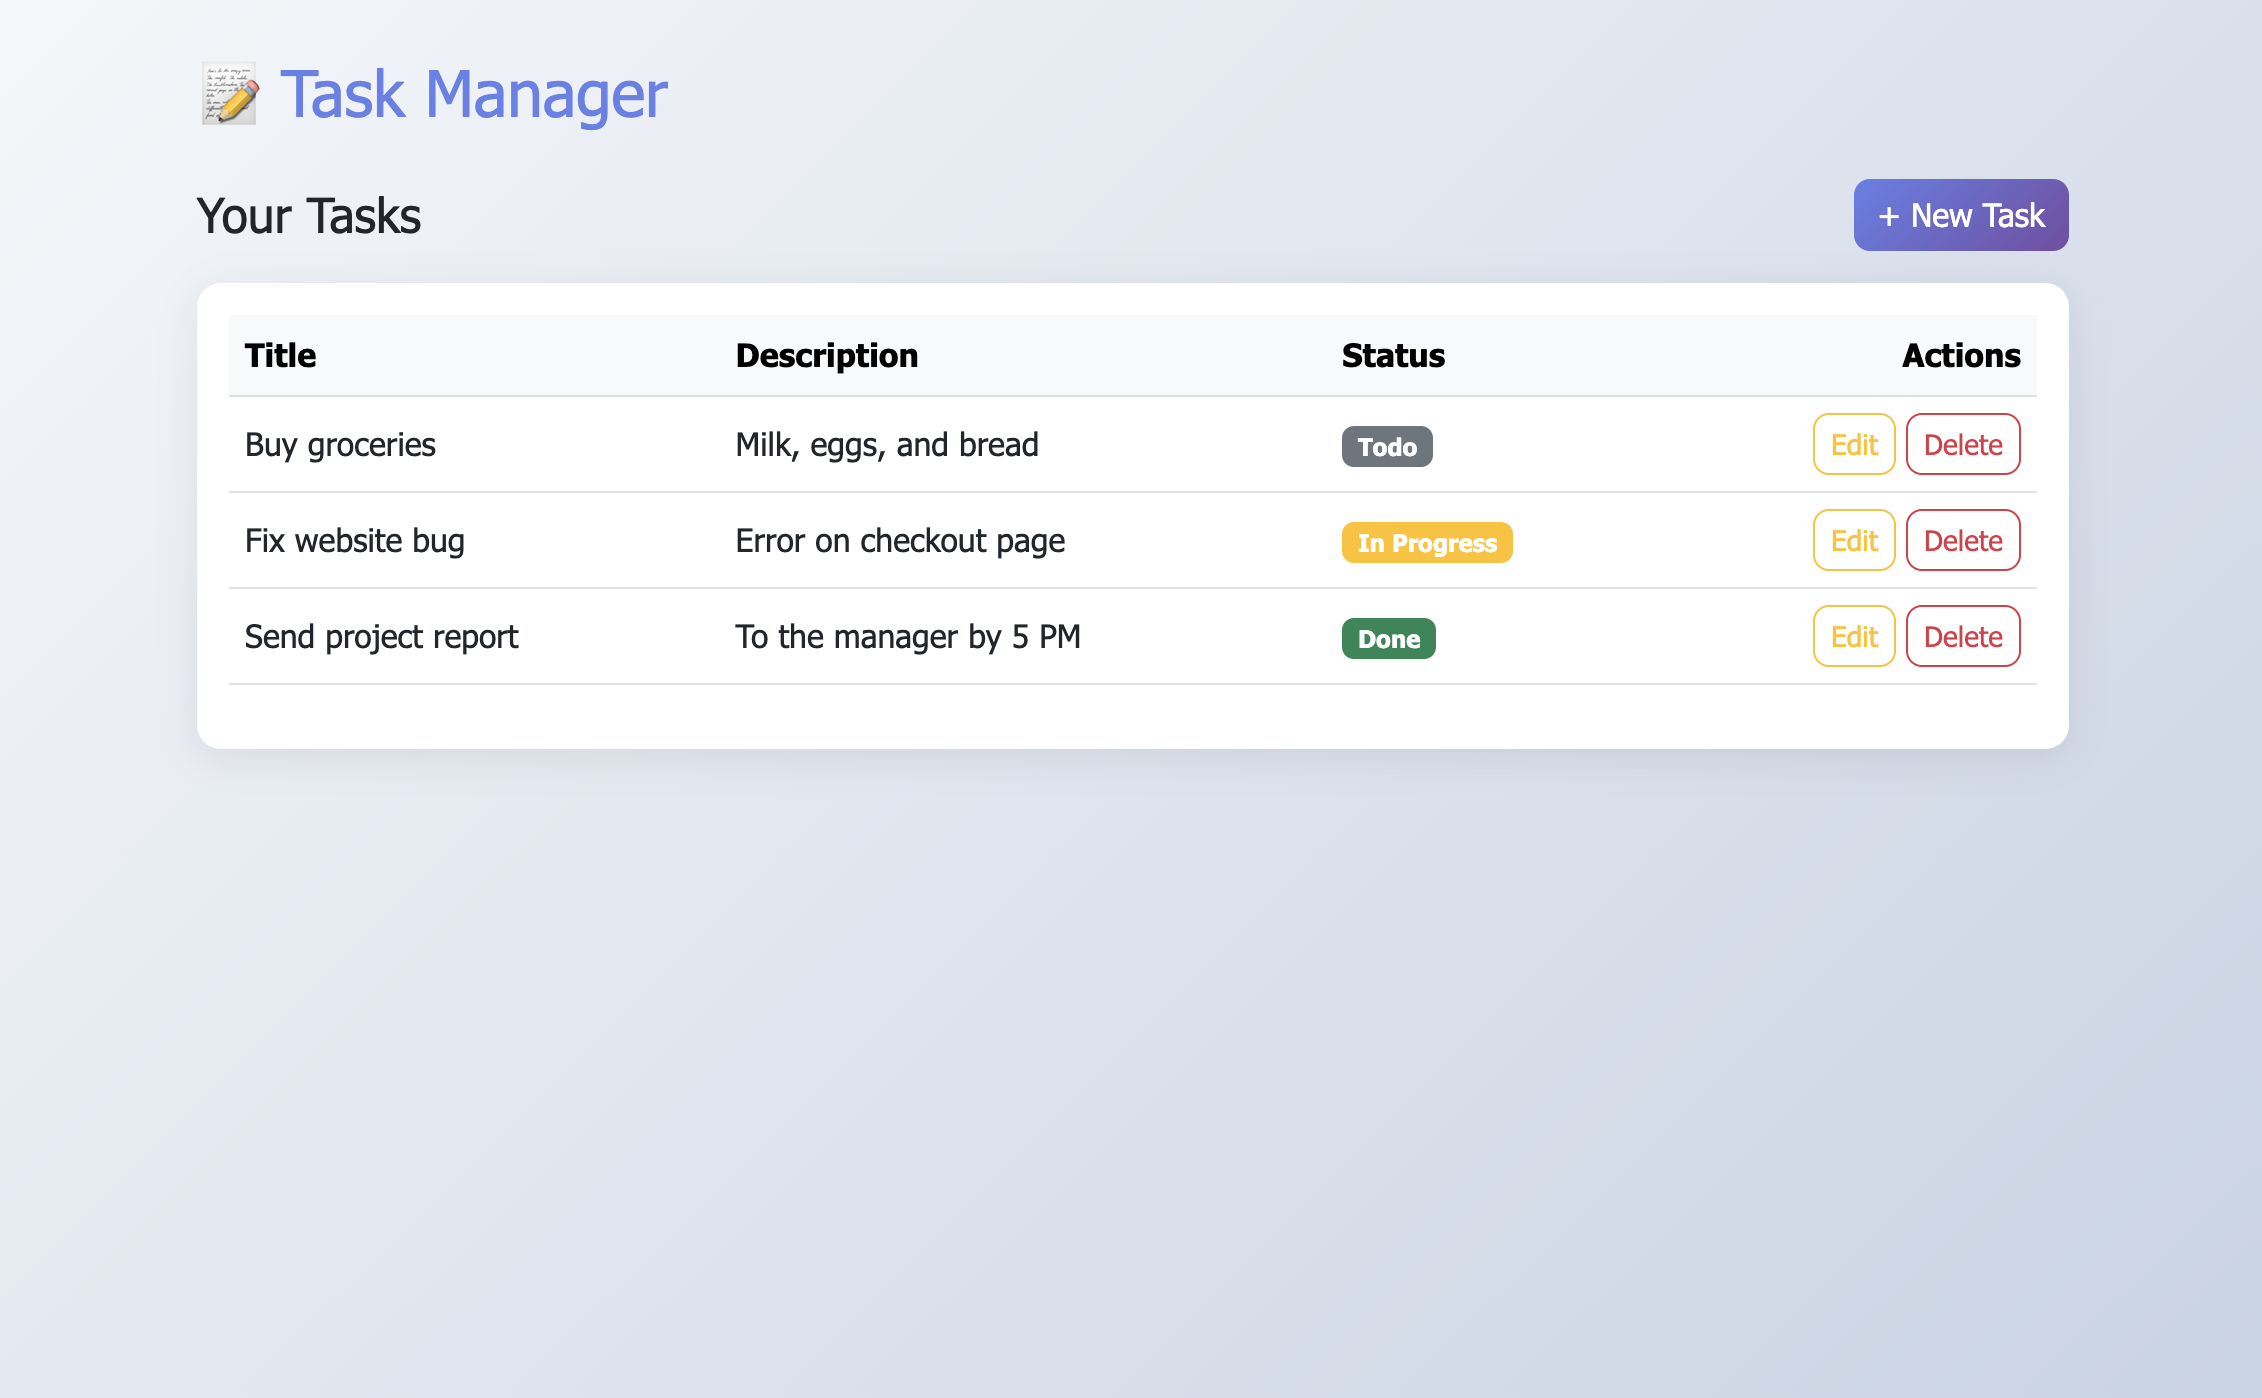 Task Manager
Your Tasks
+ New Task
Title Description Status Actions
Buy groceries Milk, eggs, and bread Todo Edit Delete
Fix website bug Error on checkout page In Progress Edit Delete
Send project report To the manager by 5 PM Done Edit Delete